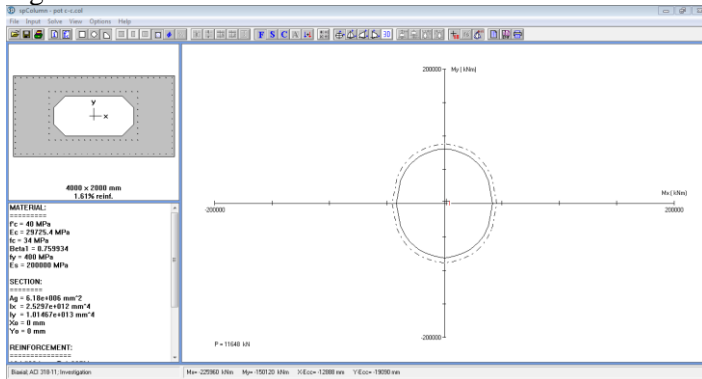 spColumn - pot c-c.col
File Input Solve View Options Help
y
x
4000 x 2000 mm
1.61% reinf.
MATERIAL:
=========
f'c = 40 MPa
Ec = 29725.4 MPa
fc = 34 MPa
Beta1 = 0.759934
fy = 400 MPa
Es = 200000 MPa
SECTION:
========
Ag = 6.18e+006 mm^2
Ix = 2.5297e+012 mm^4
Iy = 1.01467e+013 mm^4
Xo = 0 mm
Yo = 0 mm
REINFORCEMENT:
==============
200000
My ( kNm)
-200000
Mx ( kNm)
200000
-200000
P = 11640 kN
Biaxial; ACI 318-11; Investigation
Mx= -225960 kNm My= -150120 kNm X-Ecc= -12888 mm Y-Ecc= -19090 mm